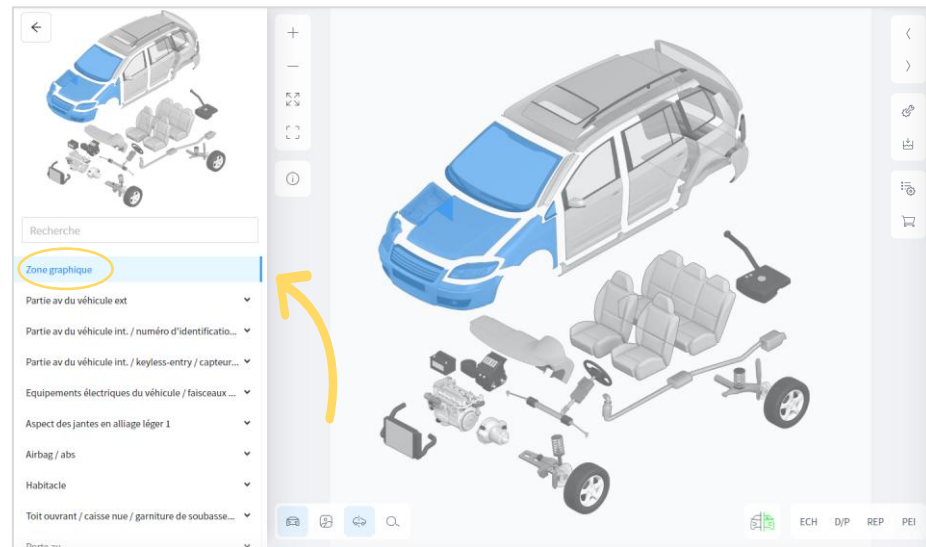 Recherche
Zone graphique
Partie av du véhicule ext
Partie av du véhicule int. / numéro d'identificatio...
Partie av du véhicule int. / keyless-entry / capteur...
Equipements électriques du véhicule / faisceaux ...
Aspect des jantes en alliage léger 1
Airbag / abs
Habitacle
Toit ouvrant / caisse nue / garniture de soubasse...
Porte av
ECH D/P REP PEI